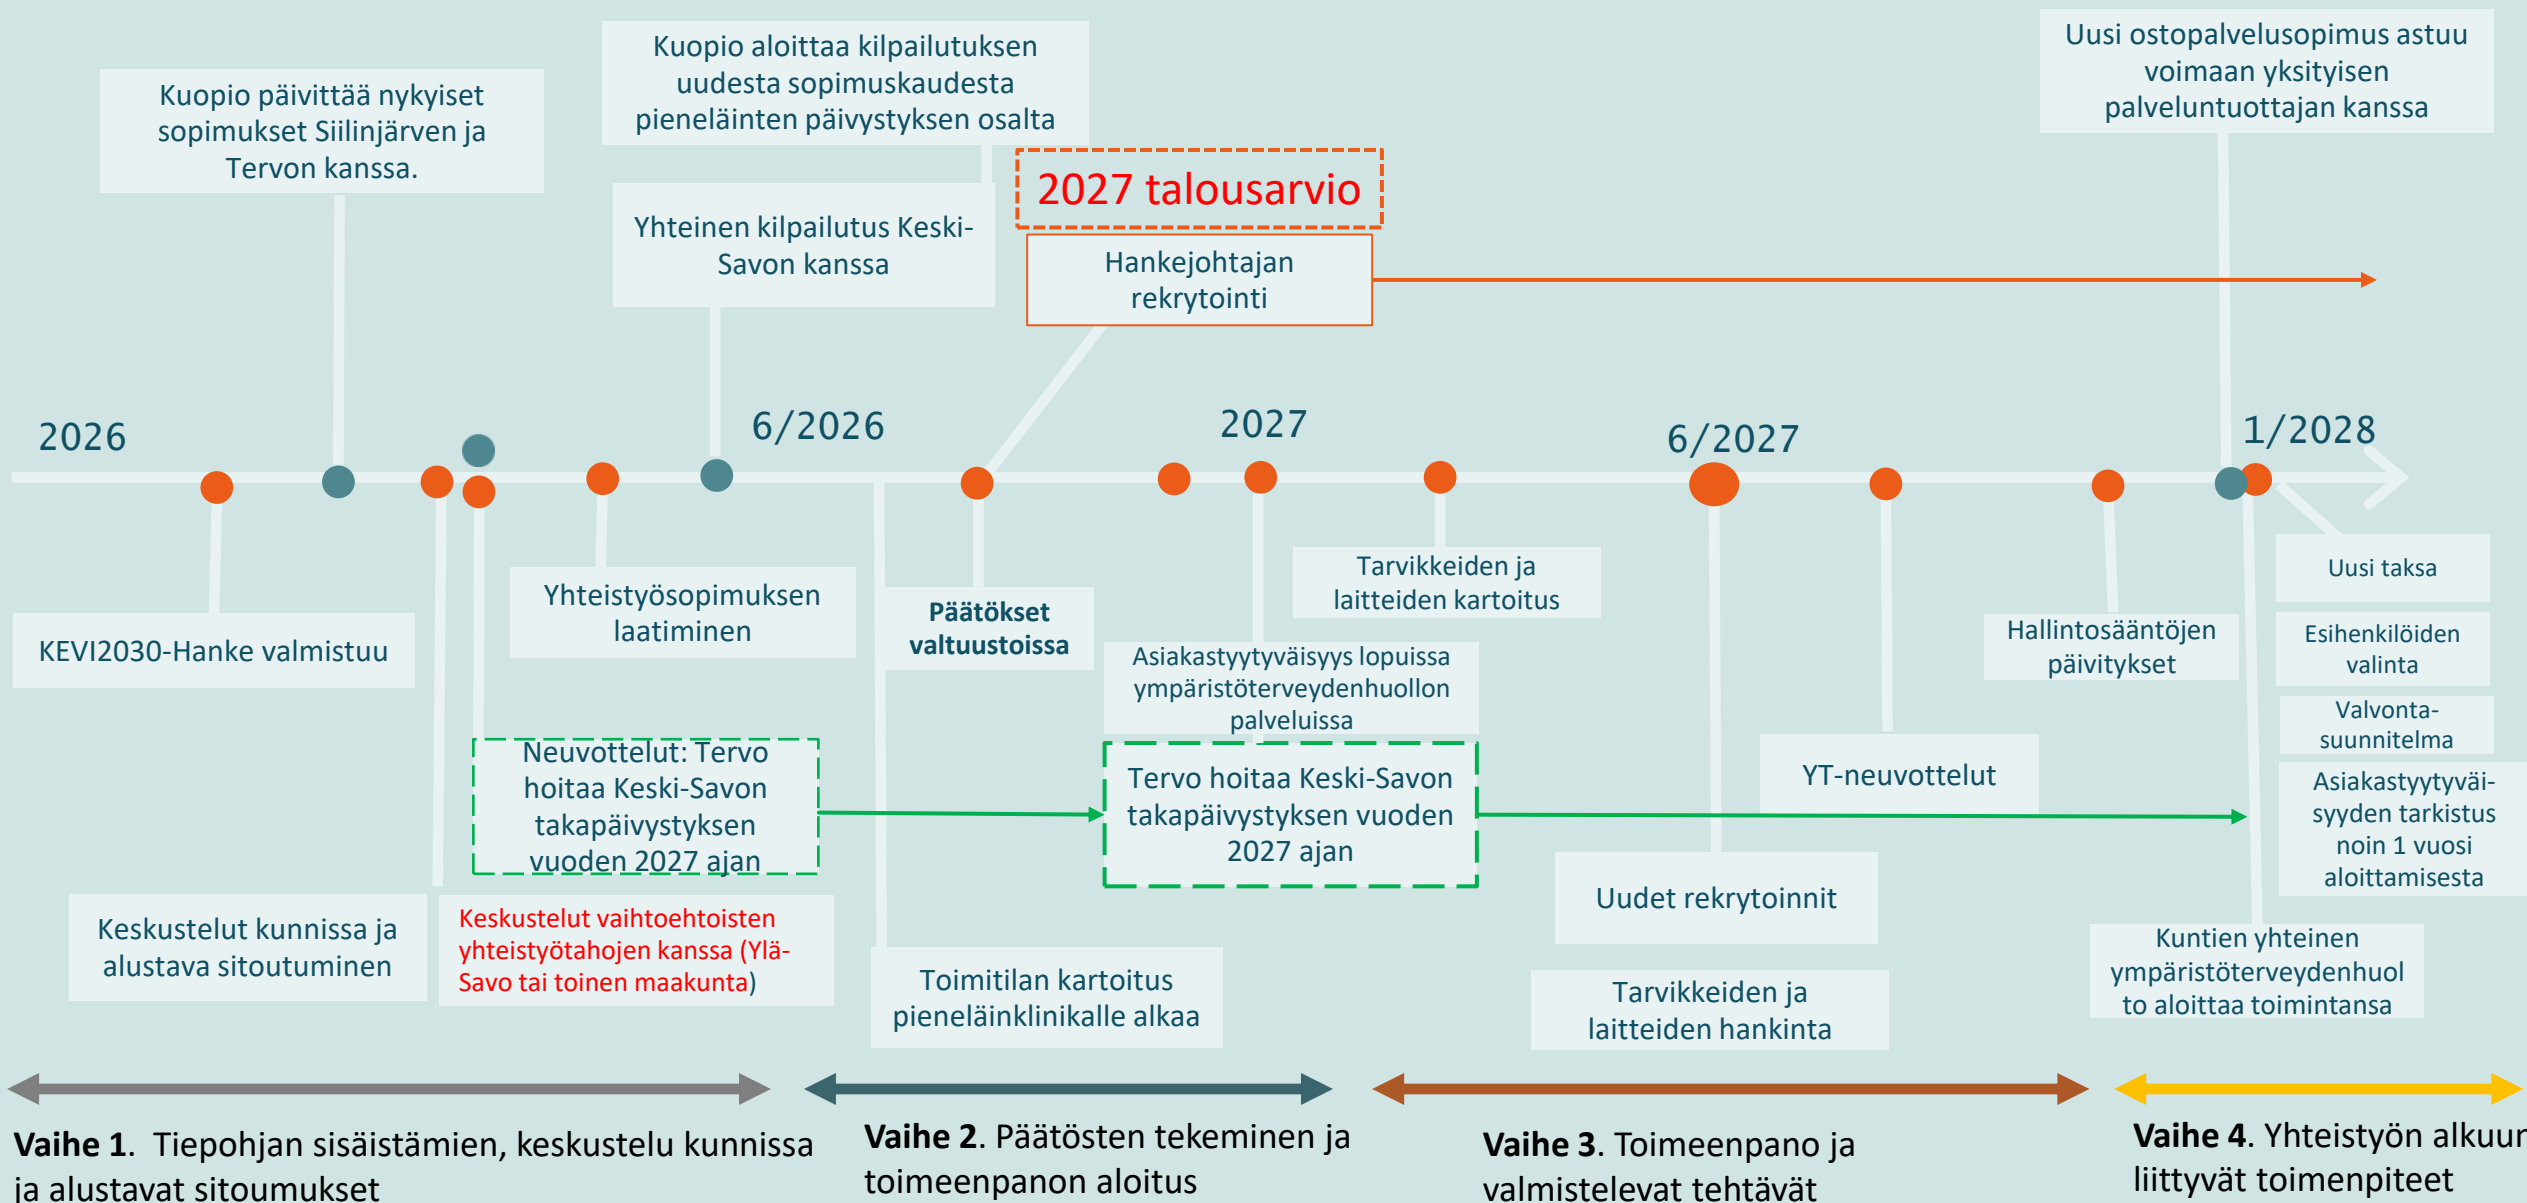 Kuopio päivittää nykyiset
sopimukset Siilinjärven ja
Tervon kanssa.
Kuopio aloittaa kilpailutuksen
uudesta sopimuskaudesta
pieneläinten päivystyksen osalta
Yhteinen kilpailutus Keski-
Savon kanssa
2027 talousarvio
Hankejohtajan
rekrytointi
Uusi ostopalvelusopimus astuu
voimaan yksityisen
palveluntuottajan kanssa
2026
6/2026
2027
6/2027
1/2028
KEVI2030-Hanke valmistuu
Keskustelut kunnissa ja
alustava sitoutuminen
Yhteistyösopimuksen
laatiminen
Neuvottelut: Tervo
hoitaa Keski-Savon
takapäivystyksen
vuoden 2027 ajan
Keskustelut vaihtoehtoisten
yhteistyötahojen kanssa (Ylä-
Savo tai toinen maakunta)
Päätökset
valtuustoissa
Toimitilan kartoitus
pieneläinklinikalle alkaa
Tarvikkeiden ja
laitteiden kartoitus
Asiakastyytyväisyys lopuissa
ympäristöterveydenhuollon
palveluissa
Tervo hoitaa Keski-Savon
takapäivystyksen vuoden
2027 ajan
Uudet rekrytoinnit
Tarvikkeiden ja
laitteiden hankinta
YT-neuvottelut
Hallintosääntöjen
päivitykset
Uusi taksa
Esihenkilöiden
valinta
Valvonta-
suunnitelma
Asiakastyytyväi-
syyden tarkistus
noin 1 vuosi
aloittamisesta
Kuntien yhteinen
ympäristöterveydenhuol
to aloittaa toimintansa
Vaihe 1. Tiepohjan sisäistämien, keskustelu kunnissa
ja alustavat sitoumukset
Vaihe 2. Päätösten tekeminen ja
toimeenpanon aloitus
Vaihe 3. Toimeenpano ja
valmistelevat tehtävät
Vaihe 4. Yhteistyön alkuun
liittyvät toimenpiteet